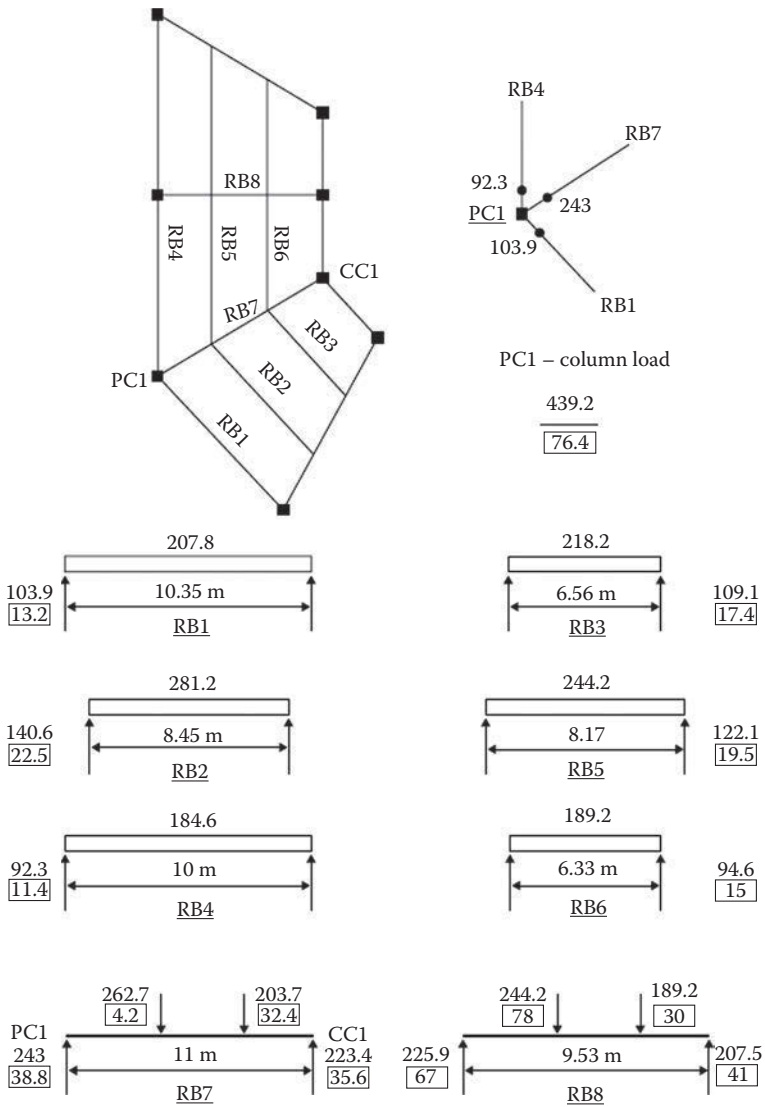 RB8
RB4
RB5
RB6
RB7
CC1
PC1
RB3
RB2
RB1
RB4
RB7
92.3
243
PC1
103.9
RB1
PC1 – column load
439.2
76.4
207.8
103.9
13.2
10.35 m
RB1
218.2
6.56 m
RB3
109.1
17.4
281.2
140.6
22.5
8.45 m
RB2
244.2
8.17
RB5
122.1
19.5
184.6
92.3
11.4
10 m
RB4
189.2
6.33 m
RB6
94.6
15
262.7
4.2
203.7
32.4
PC1
243
38.8
11 m
RB7
CC1
223.4
35.6
244.2
78
189.2
30
225.9
67
9.53 m
RB8
207.5
41